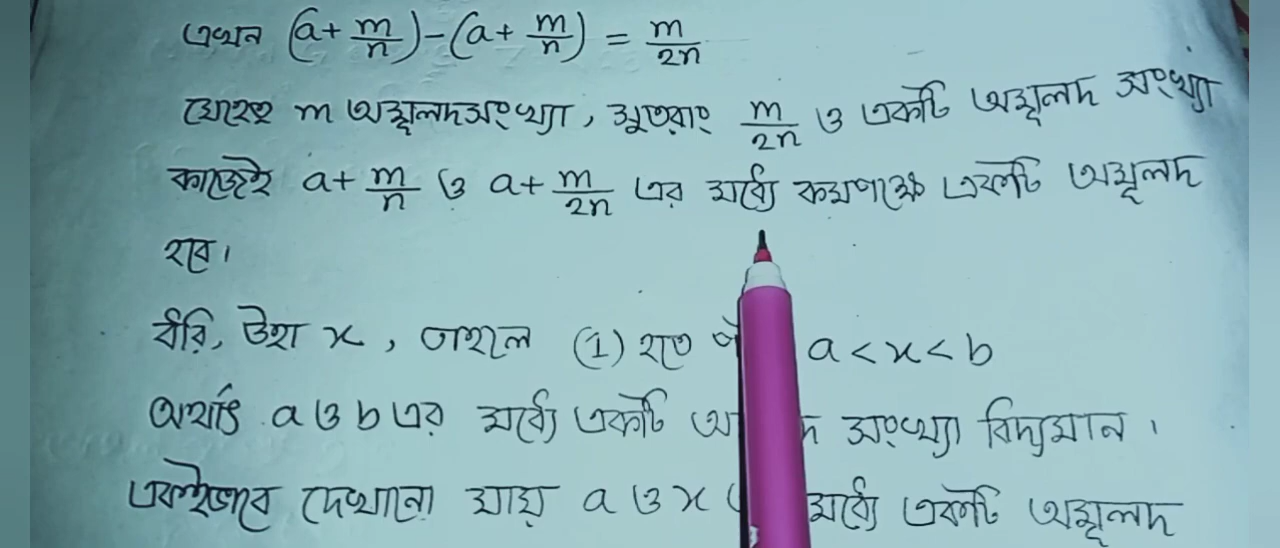 এখন (a + m/n) - (a + m/n) = m/2n
যেহেতু m অমূলদসংখ্যা, সুতরাং m/2n ও একটি অমূলদ সংখ্যা
কাজেই a + m/n ও a + m/2n এর মধ্যে কমপক্ষে একটি অমূলদ
হবে।
ধরি, উহা x, তাহলে (1) হতে a < x < b
অর্থাৎ a ও b এর মধ্যে একটি সংখ্যা বিদ্যমান।
একইভাবে দেখানো যায় a ও x মধ্যে একটি অমূলদ